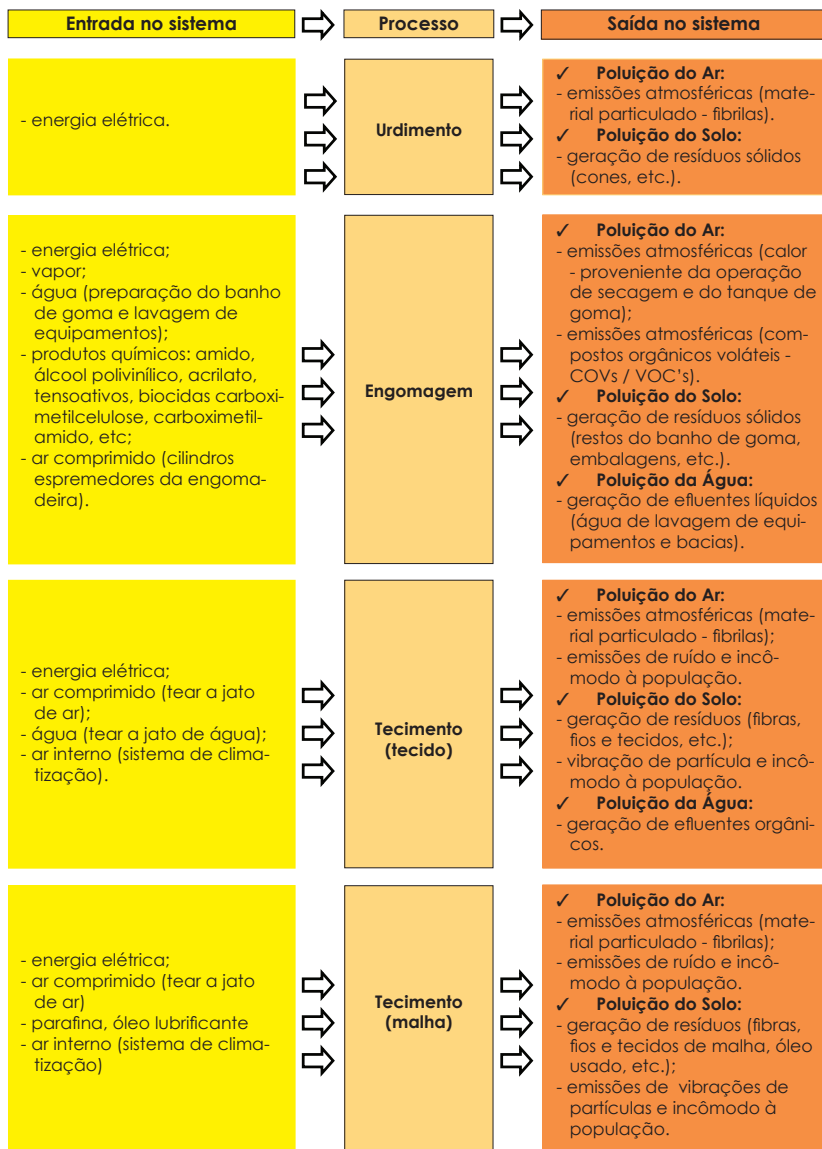 Entrada no sistema
Processo
Saída no sistema
- energia elétrica.
Urdimento
✓ Poluição do Ar:
- emissões atmosféricas (mate-
rial particulado - fibrilas).
✓ Poluição do Solo:
- geração de resíduos sólidos
(cones, etc.).
- energia elétrica;
- vapor;
- água (preparação do banho
de goma e lavagem de
equipamentos);
- produtos químicos: amido,
álcool polivinílico, acrilato,
tensoativos, biocidas carboxi-
metilcelulose, carboximetil-
amido, etc;
- ar comprimido (cilindros
espremedores da engoma-
deira).
Engomagem
✓ Poluição do Ar:
- emissões atmosféricas (calor
- proveniente da operação
de secagem e do tanque de
goma);
- emissões atmosféricas (com-
postos orgânicos voláteis -
COVs / VOC's).
✓ Poluição do Solo:
- geração de resíduos sólidos
(restos do banho de goma,
embalagens, etc.).
✓ Poluição da Água:
- geração de efluentes líquidos
(água de lavagem de equi-
pamentos e bacias).
- energia elétrica;
- ar comprimido (tear a jato
de ar);
- água (tear a jato de água);
- ar interno (sistema de clima-
tização).
Tecimento
(tecido)
✓ Poluição do Ar:
- emissões atmosféricas (mate-
rial particulado - fibrilas);
- emissões de ruído e incô-
modo à população.
✓ Poluição do Solo:
- geração de resíduos (fibras,
fios e tecidos, etc.);
- vibração de partícula e incô-
modo à população.
✓ Poluição da Água:
- geração de efluentes orgâni-
cos.
- energia elétrica;
- ar comprimido (tear a jato
de ar)
- parafina, óleo lubrificante
- ar interno (sistema de clima-
tização)
Tecimento
(malha)
✓ Poluição do Ar:
- emissões atmosféricas (mate-
rial particulado - fibrilas);
- emissões de ruído e incô-
modo à população.
✓ Poluição do Solo:
- geração de resíduos (fibras,
fios e tecidos de malha, óleo
usado, etc.);
- emissões de vibrações de
partículas e incômodo à
população.